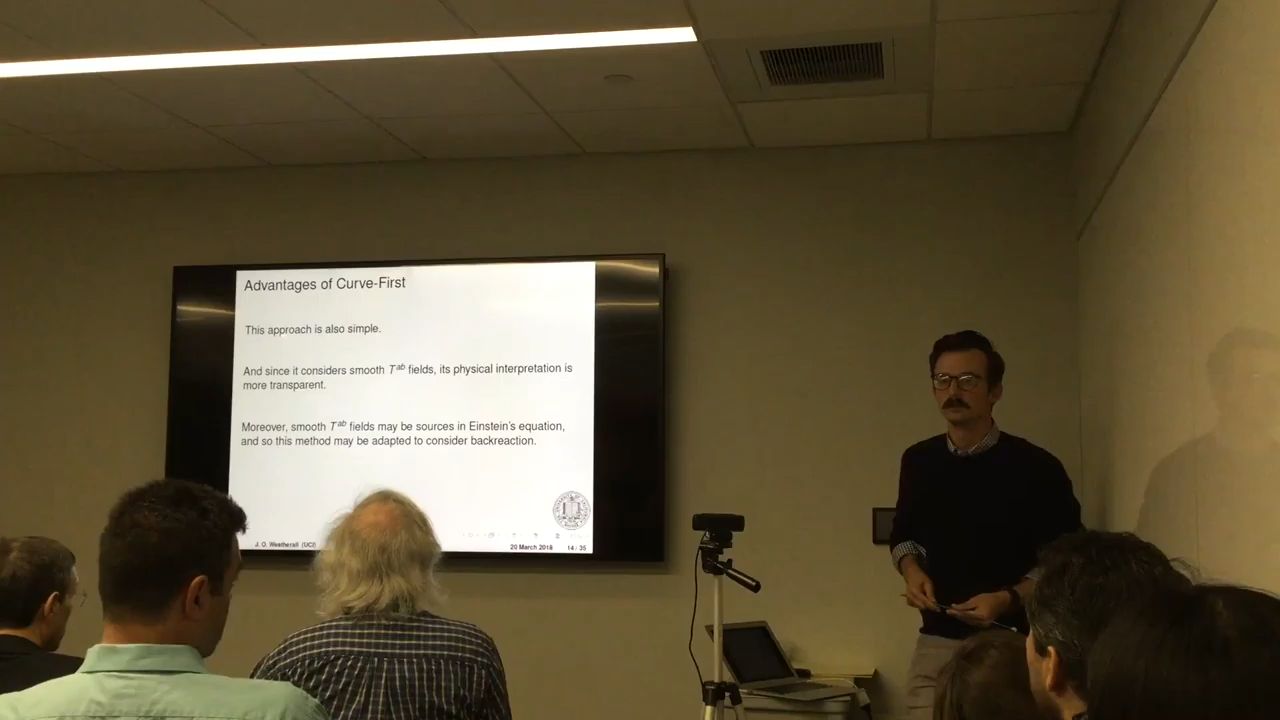 Advantages of Curve-First
This approach is also simple.
And since it considers smooth T^ab fields, its physical interpretation is
more transparent.
Moreover, smooth T^ab fields may be sources in Einstein's equation,
and so this method may be adapted to consider backreaction.
J. O. Weatherall (UCI)
20 March 2018 14 / 35